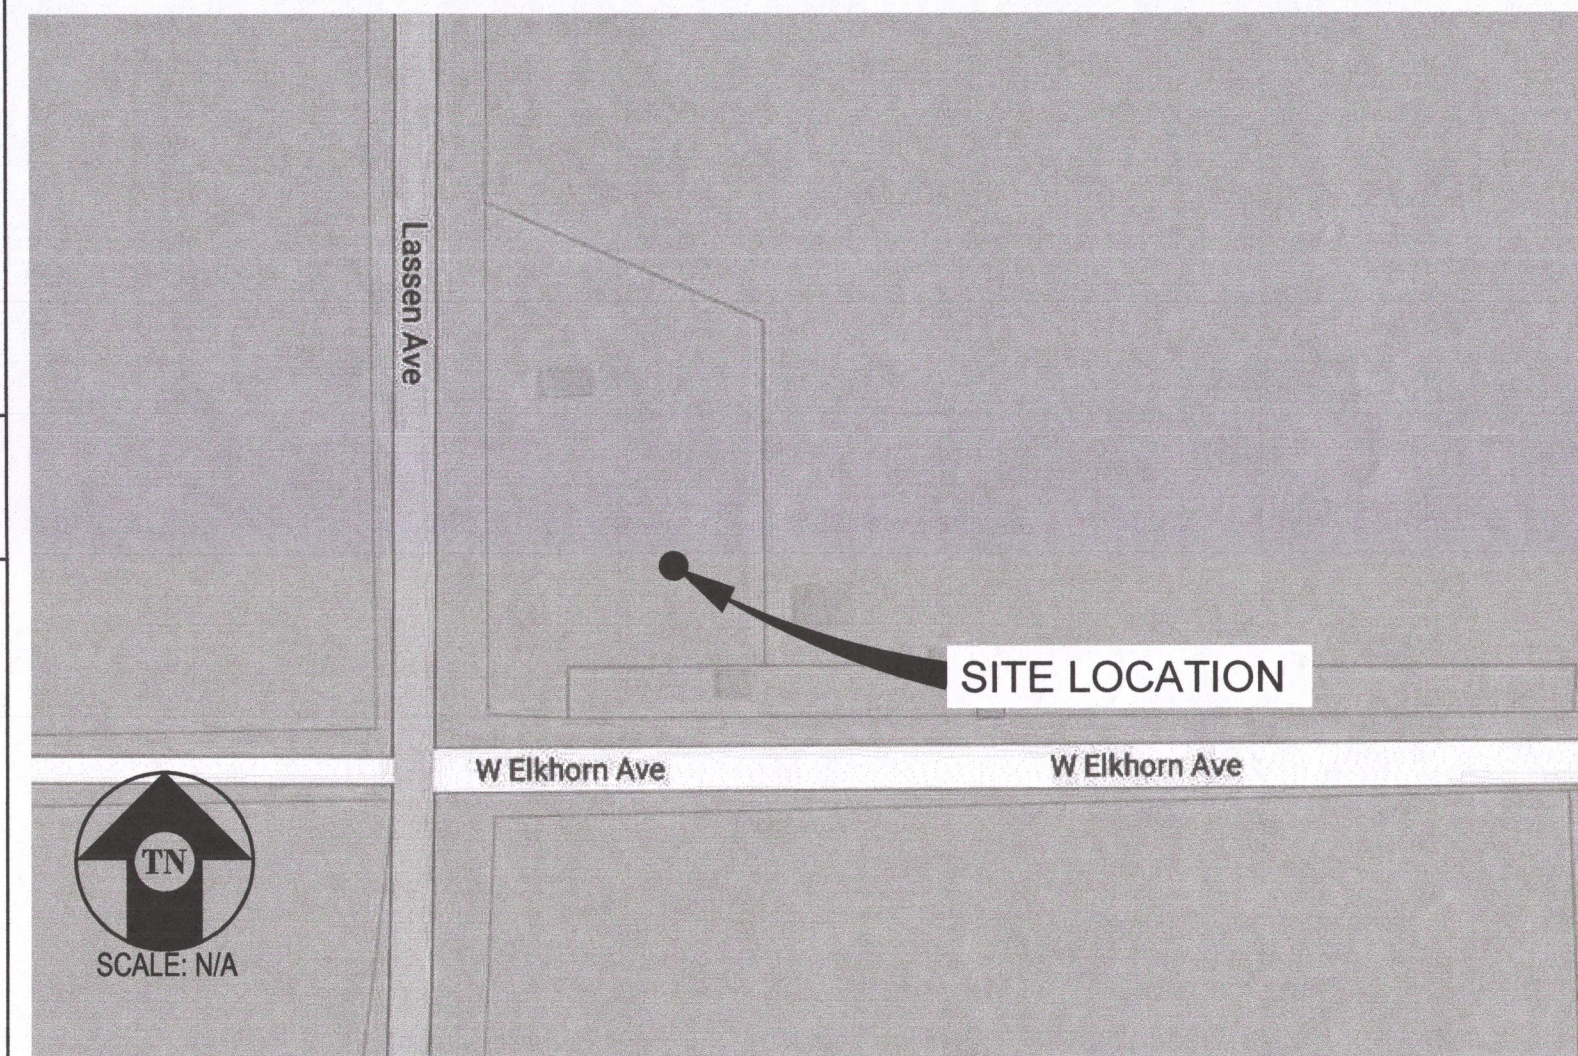 Lassen Ave
SITE LOCATION
W Elkhorn Ave
W Elkhorn Ave
TN
SCALE: N/A